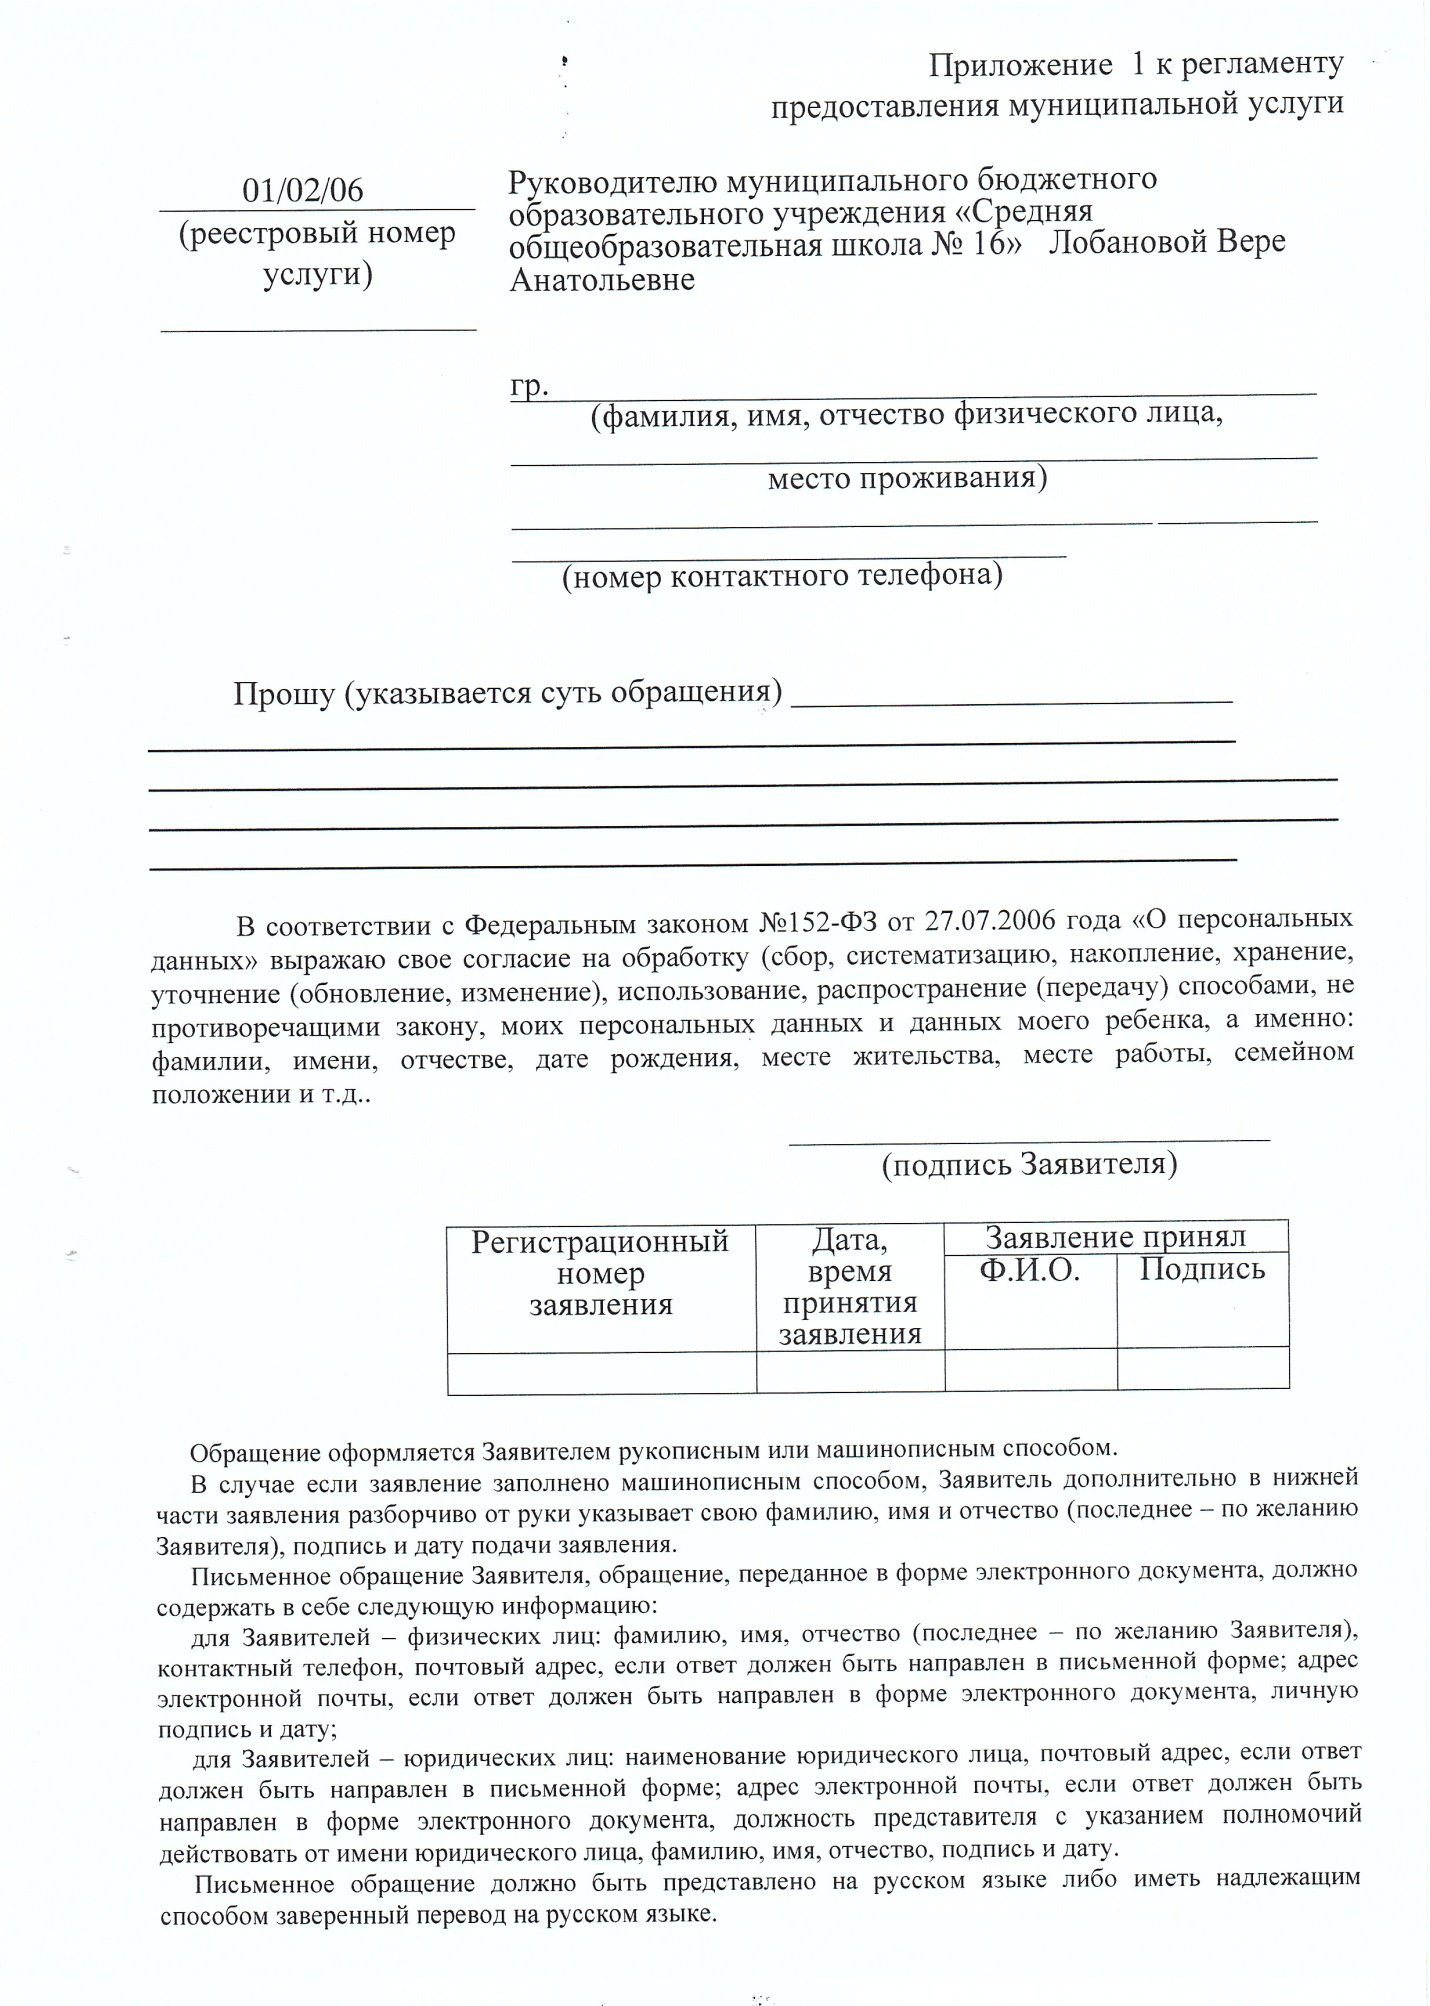 Приложение  1 к регламенту
предоставления муниципальной услуги
01/02/06
(реестровый номер
услуги)
Руководителю муниципального бюджетного
образовательного учреждения «Средняя
общеобразовательная школа № 16»   Лобановой Вере
Анатольевне
гр.
(фамилия, имя, отчество физического лица,
место проживания)
(номер контактного телефона)
Прошу (указывается суть обращения)
В соответствии с Федеральным законом №152-ФЗ от 27.07.2006 года «О персональных
данных» выражаю свое согласие на обработку (сбор, систематизацию, накопление, хранение,
уточнение (обновление, изменение), использование, распространение (передачу) способами, не
противоречащими закону, моих персональных данных и данных моего ребенка, а именно:
фамилии, имени, отчестве, дате рождения, месте жительства, месте работы, семейном
положении и т.д..
(подпись Заявителя)
Регистрационный
номер
заявления
Дата,
время
принятия
заявления
Заявление принял
Ф.И.О.
Подпись
Обращение оформляется Заявителем рукописным или машинописным способом.
В случае если заявление заполнено машинописным способом, Заявитель дополнительно в нижней
части заявления разборчиво от руки указывает свою фамилию, имя и отчество (последнее – по желанию
Заявителя), подпись и дату подачи заявления.
Письменное обращение Заявителя, обращение, переданное в форме электронного документа, должно
содержать в себе следующую информацию:
для Заявителей – физических лиц: фамилию, имя, отчество (последнее – по желанию Заявителя),
контактный телефон, почтовый адрес, если ответ должен быть направлен в письменной форме; адрес
электронной почты, если ответ должен быть направлен в форме электронного документа, личную
подпись и дату;
для Заявителей – юридических лиц: наименование юридического лица, почтовый адрес, если ответ
должен быть направлен в письменной форме; адрес электронной почты, если ответ должен быть
направлен в форме электронного документа, должность представителя с указанием полномочий
действовать от имени юридического лица, фамилию, имя, отчество, подпись и дату.
Письменное обращение должно быть представлено на русском языке либо иметь надлежащим
способом заверенный перевод на русском языке.